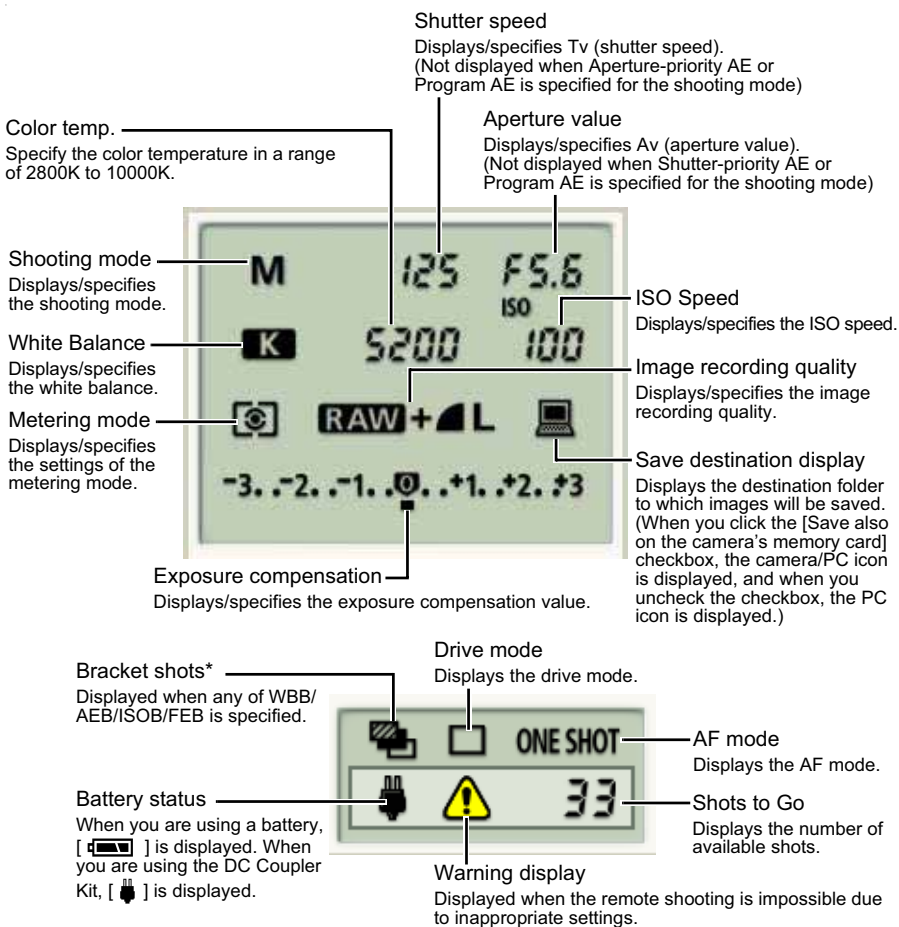 Shutter speed
Displays/specifies Tv (shutter speed).
(Not displayed when Aperture-priority AE or
Program AE is specified for the shooting mode)
Aperture value
Displays/specifies Av (aperture value).
(Not displayed when Shutter-priority AE or
Program AE is specified for the shooting mode)
Color temp.
Specify the color temperature in a range
of 2800K to 10000K.
Shooting mode
Displays/specifies
the shooting mode.
White Balance
Displays/specifies
the white balance.
Metering mode
Displays/specifies
the settings of the
metering mode.
M 125 F5.6
ISO
K 5200 100
RAW + L
-3. .-2. .-1. .0. .+1. .+2. .+3
ISO Speed
Displays/specifies the ISO speed.
Image recording quality
Displays/specifies the image
recording quality.
Save destination display
Displays the destination folder
to which images will be saved.
(When you click the [Save also
on the camera's memory card]
checkbox, the camera/PC icon
is displayed, and when you
uncheck the checkbox, the PC
icon is displayed.)
Exposure compensation
Displays/specifies the exposure compensation value.
Bracket shots*
Displayed when any of WBB/
AEB/ISOB/FEB is specified.
Drive mode
Displays the drive mode.
ONE SHOT
33
AF mode
Displays the AF mode.
Battery status
When you are using a battery,
[ ] is displayed. When
you are using the DC Coupler
Kit, [ ] is displayed.
Shots to Go
Displays the number of
available shots.
Warning display
Displayed when the remote shooting is impossible due
to inappropriate settings.